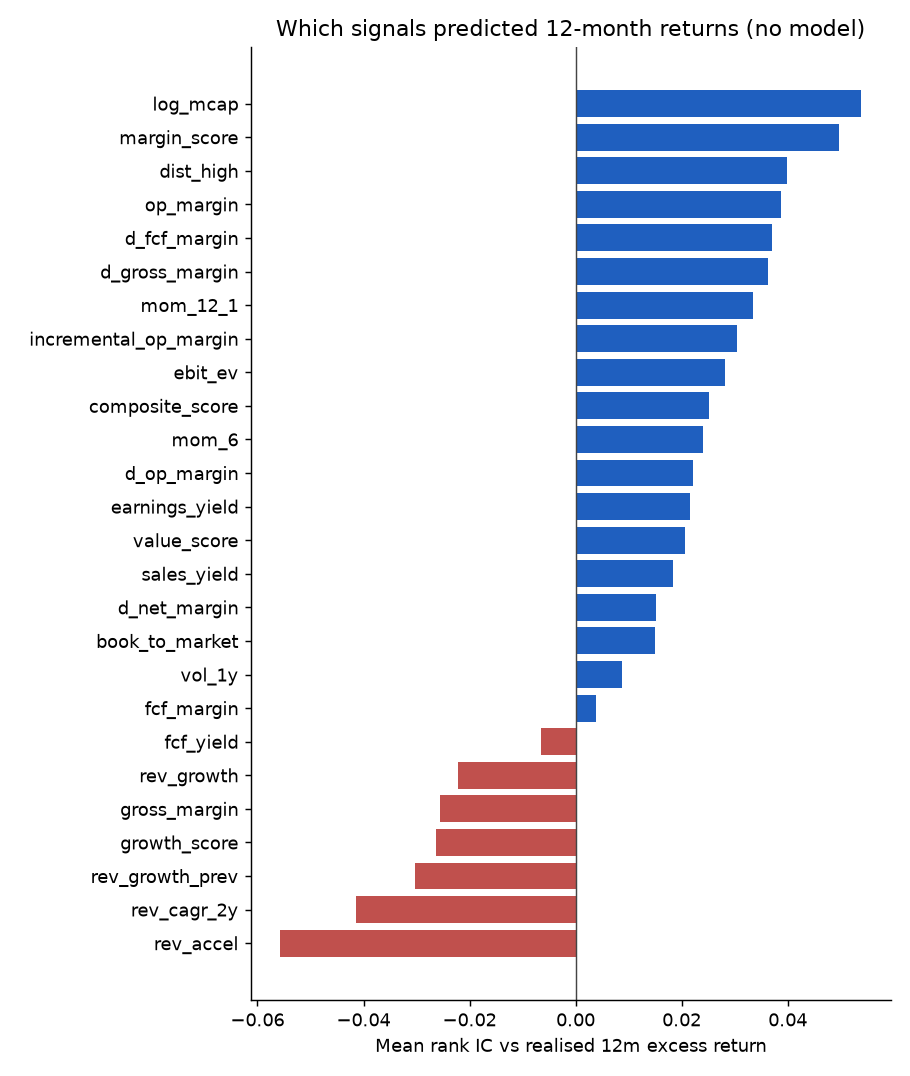 Which signals predicted 12-month returns (no model)
log_mcap
margin_score
dist_high
op_margin
d_fcf_margin
d_gross_margin
mom_12_1
incremental_op_margin
ebit_ev
composite_score
mom_6
d_op_margin
earnings_yield
value_score
sales_yield
d_net_margin
book_to_market
vol_1y
fcf_margin
fcf_yield
rev_growth
gross_margin
growth_score
rev_growth_prev
rev_cagr_2y
rev_accel
−0.06 −0.04 −0.02 0.00 0.02 0.04
Mean rank IC vs realised 12m excess return